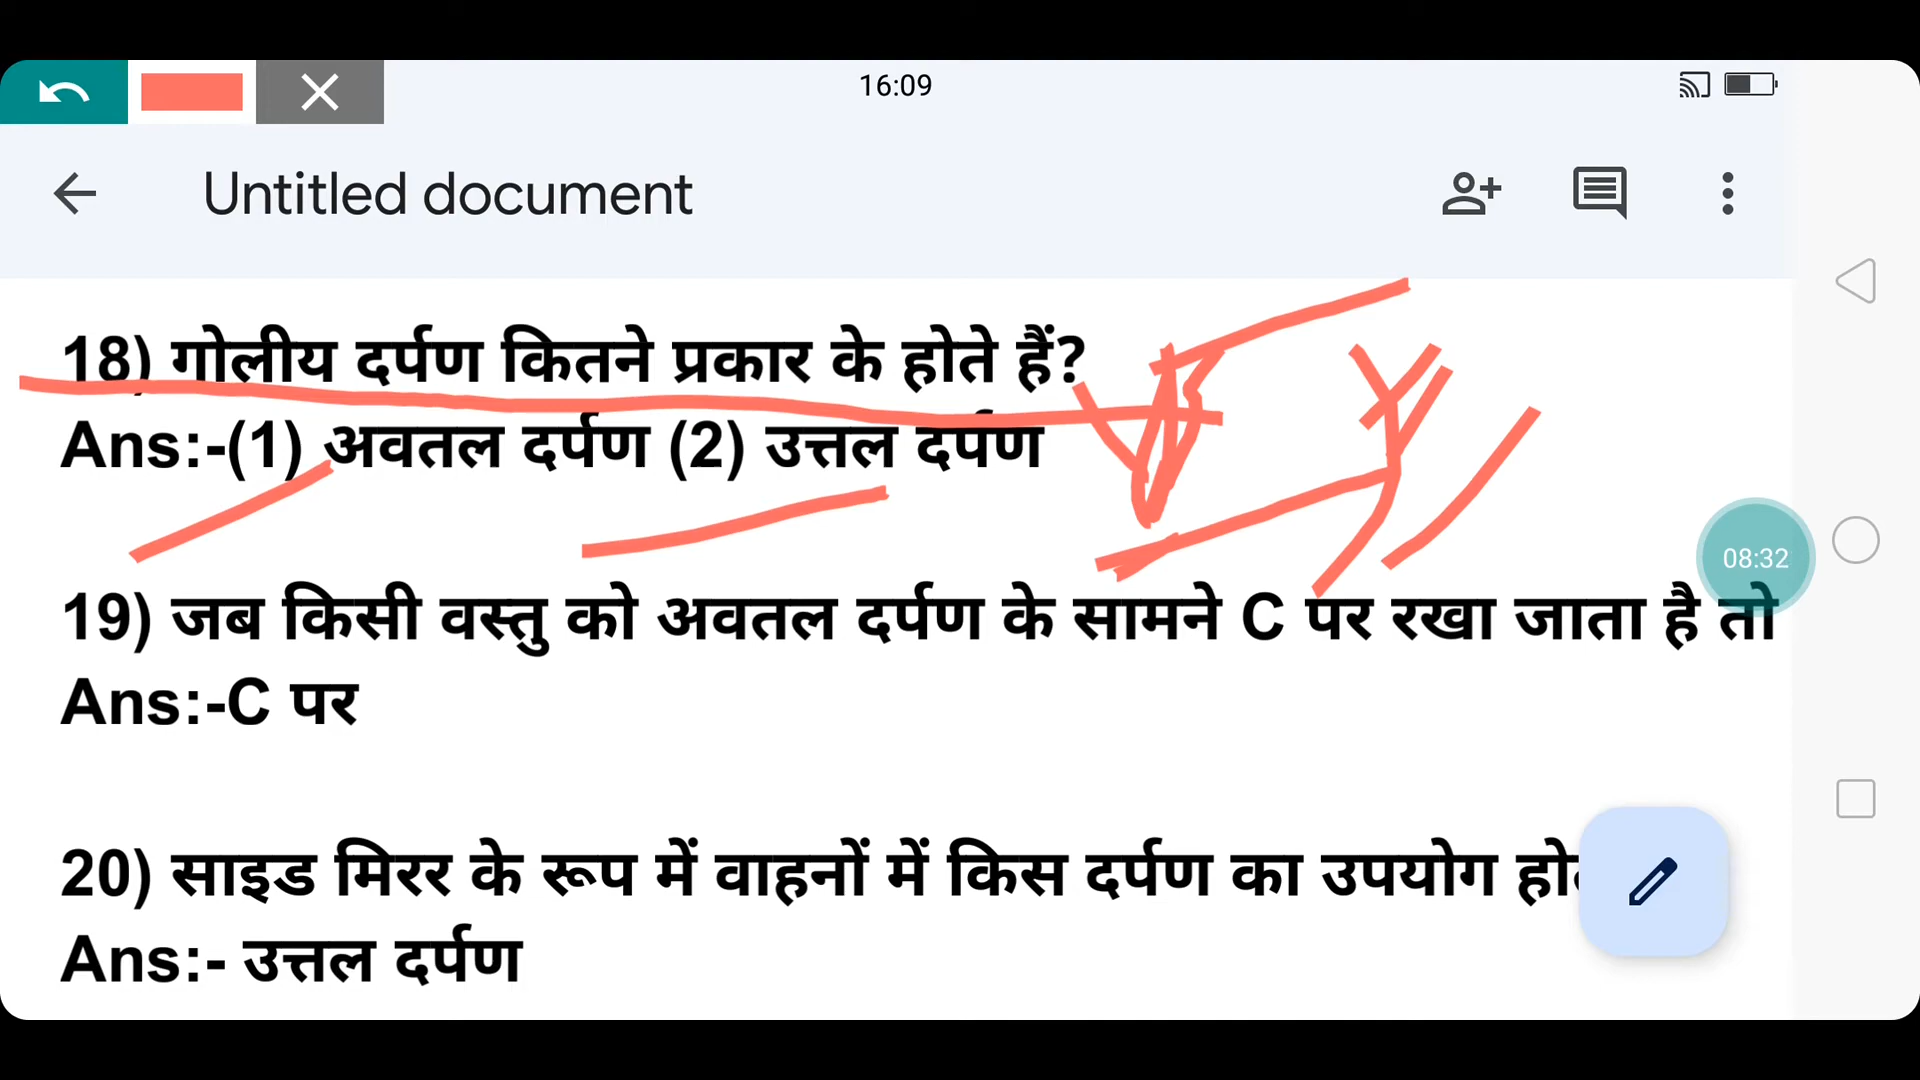 16:09
Untitled document
18) गोलीय दर्पण कितने प्रकार के होते हैं?
Ans:-(1) अवतल दर्पण (2) उत्तल दर्पण
08:32
19) जब किसी वस्तु को अवतल दर्पण के सामने C पर रखा जाता है तो
Ans:-C पर
20) साइड मिरर के रूप में वाहनों में किस दर्पण का उपयोग
Ans:- उत्तल दर्पण